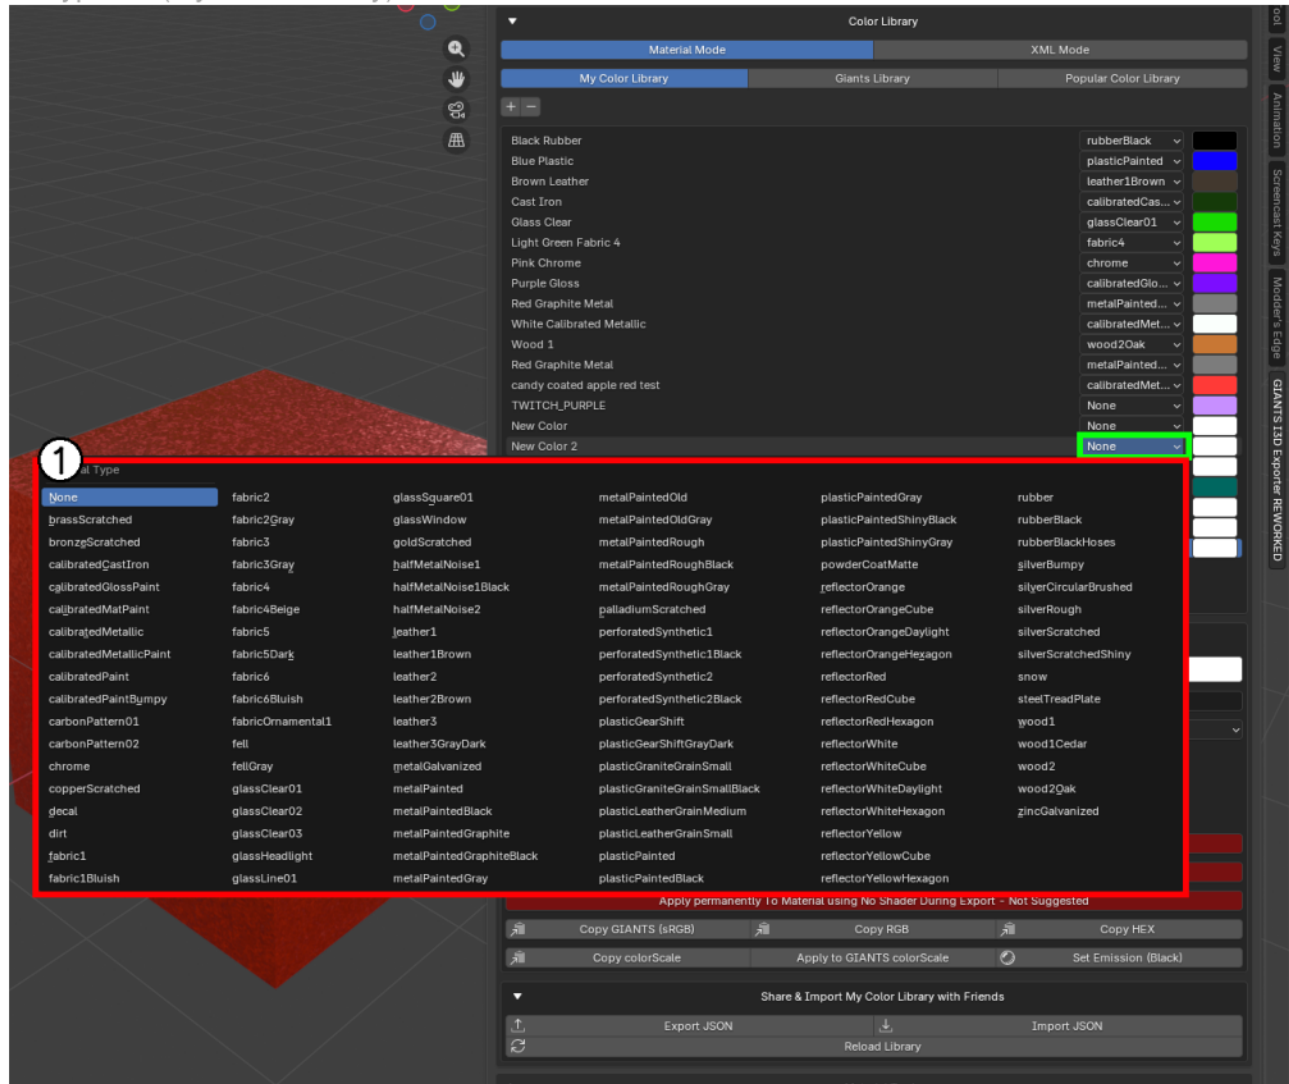 Color Library
Material Mode
XML Mode
My Color Library
Giants Library
Popular Color Library
Black Rubber rubberBlack
Blue Plastic plasticPainted
Brown Leather leather1Brown
Cast Iron calibratedCas...
Glass Clear glassClear01
Light Green Fabric 4 fabric4
Pink Chrome chrome
Purple Gloss calibratedGlo...
Red Graphite Metal metalPainted...
White Calibrated Metallic calibratedMet...
Wood 1 wood2Oak
Red Graphite Metal metalPainted...
candy coated apple red test calibratedMet...
TWITCH_PURPLE None
New Color None
New Color 2 None
1
al Type
None fabric2 glassSquare01 metalPaintedOld plasticPaintedGray rubber
brassScratched fabric2Gray glassWindow metalPaintedOldGray plasticPaintedShinyBlack rubberBlack
bronzeScratched fabric3 goldScratched metalPaintedRough plasticPaintedShinyGray rubberBlackHoses
calibratedCastIron fabric3Gray halfMetalNoise1 metalPaintedRoughBlack powderCoatMatte silverBumpy
calibratedGlossPaint fabric4 halfMetalNoise1Black metalPaintedRoughGray reflectorOrange silverCircularBrushed
calibratedMatPaint fabric4Beige halfMetalNoise2 palladiumScratched reflectorOrangeCube silverRough
calibratedMetallic fabric5 leather1 perforatedSynthetic1 reflectorOrangeDaylight silverScratched
calibratedMetallicPaint fabric5Dark leather1Brown perforatedSynthetic1Black reflectorOrangeHexagon silverScratchedShiny
calibratedPaint fabric6 leather2 perforatedSynthetic2 reflectorRed snow
calibratedPaintBumpy fabric6Bluish leather2Brown perforatedSynthetic2Black reflectorRedCube steelTreadPlate
carbonPattern01 fabricOrnamental1 leather3 plasticGearShift reflectorRedHexagon wood1
carbonPattern02 fell leather3GrayDark plasticGearShiftGrayDark reflectorWhite wood1Cedar
chrome fellGray metalGalvanized plasticGraniteGrainSmall reflectorWhiteCube wood2
copperScratched glassClear01 metalPainted plasticGraniteGrainSmallBlack reflectorWhiteDaylight wood2Oak
decal glassClear02 metalPaintedBlack plasticLeatherGrainMedium reflectorWhiteHexagon zincGalvanized
dirt glassClear03 metalPaintedGraphite plasticLeatherGrainSmall reflectorYellow
fabric1 glassHeadlight metalPaintedGraphiteBlack plasticPainted reflectorYellowCube
fabric1Bluish glassLine01 metalPaintedGray plasticPaintedBlack reflectorYellowHexagon
Apply permanently To Material using No Shader During Export - Not Suggested
Copy GIANTS (sRGB) Copy RGB Copy HEX
Copy colorScale Apply to GIANTS colorScale Set Emission (Black)
Share & Import My Color Library with Friends
Export JSON Import JSON
Reload Library
View
Animation
Screencast Keys
Modder's Edge
GIANTS I3D Exporter REWORKED